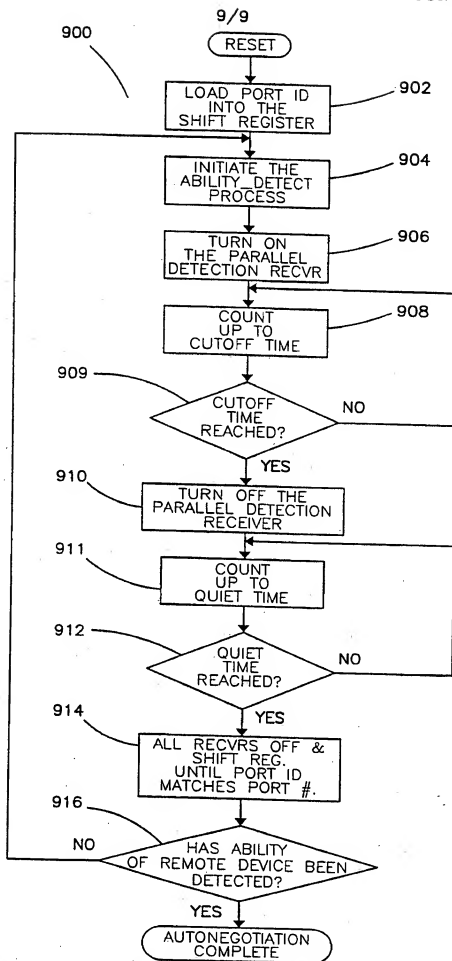 9/9
900
RESET
LOAD PORT ID
INTO THE
SHIFT REGISTER
902
INITIATE THE
ABILITY_DETECT
PROCESS
904
TURN ON
THE PARALLEL
DETECTION RECVR
906
COUNT
UP TO
CUTOFF TIME
908
909
CUTOFF
TIME
REACHED?
NO
YES
910
TURN OFF THE
PARALLEL DETECTION
RECEIVER
911
COUNT
UP TO
QUIET TIME
912
QUIET
TIME
REACHED?
NO
YES
914
ALL RECVRS OFF &
SHIFT REG.
UNTIL PORT ID
MATCHES PORT #.
916
NO
HAS ABILITY
OF REMOTE DEVICE BEEN
DETECTED?
YES
AUTONEGOTIATION
COMPLETE